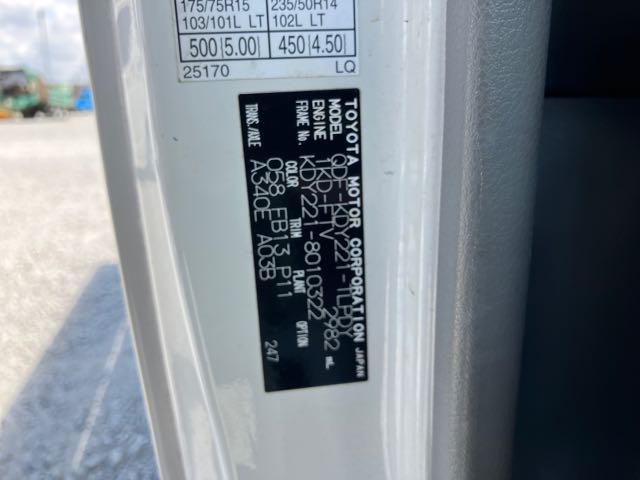 175/75R15 235/50R14
103/101L LT 102L LT
500 5.00 450 4.50
25170 LQ
TOYOTA MOTOR CORPORATION JAPAN
MODEL QDF-KDY221-TLPDY
ENGINE 1KD-FTV 2982 mL
FRAME No. KDY221-8010322
COLOR TRIM PLANT OPTION
058 FB13 P11 247
TRANS./AXLE A340E A03B